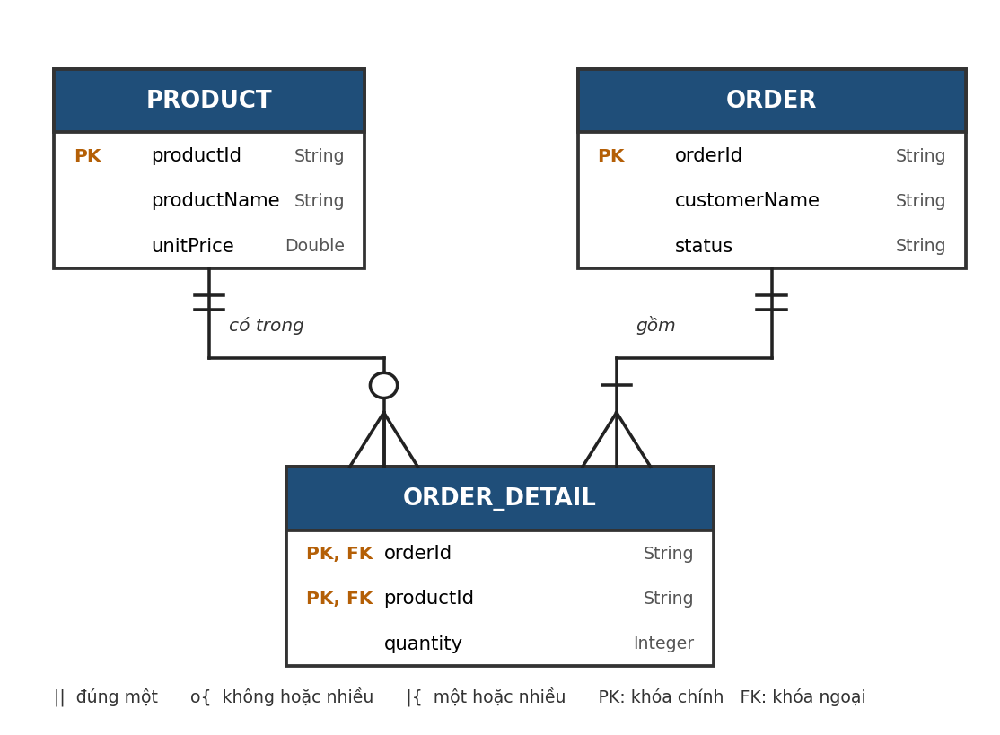 PRODUCT
PK productId String
productName String
unitPrice Double
ORDER
PK orderId String
customerName String
status String
có trong
gồm
ORDER_DETAIL
PK, FK orderId String
PK, FK productId String
quantity Integer
|| đúng một o{ không hoặc nhiều |{ một hoặc nhiều PK: khóa chính FK: khóa ngoại